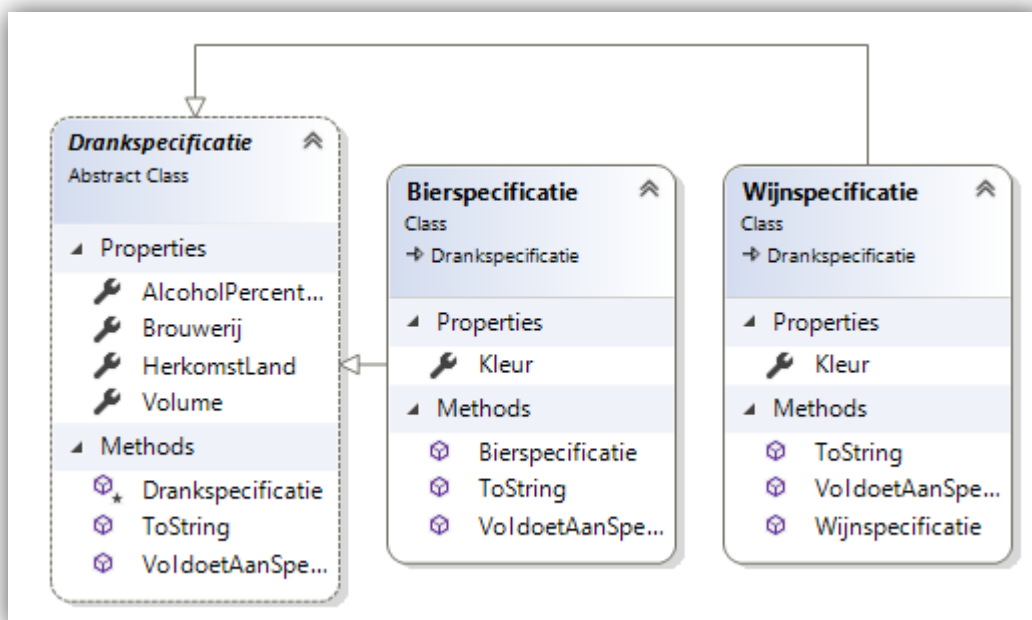 Drankspecificatie
Abstract Class
Properties
AlcoholPercent...
Brouwerij
HerkomstLand
Volume
Methods
Drankspecificatie
ToString
VoldoetAanSpe...
Bierspecificatie
Class
Drankspecificatie
Properties
Kleur
Methods
Bierspecificatie
ToString
VoldoetAanSpe...
Wijnspecificatie
Class
Drankspecificatie
Properties
Kleur
Methods
ToString
VoldoetAanSpe...
Wijnspecificatie